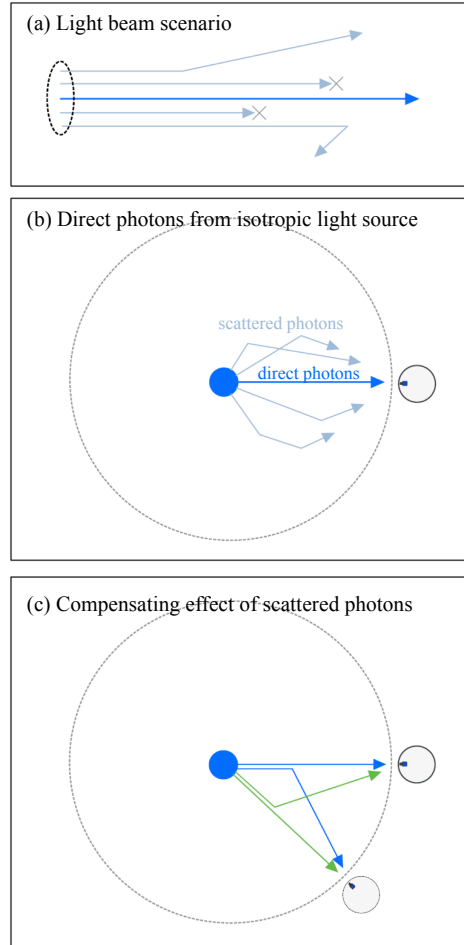 (a) Light beam scenario
(b) Direct photons from isotropic light source
scattered photons
direct photons
(c) Compensating effect of scattered photons